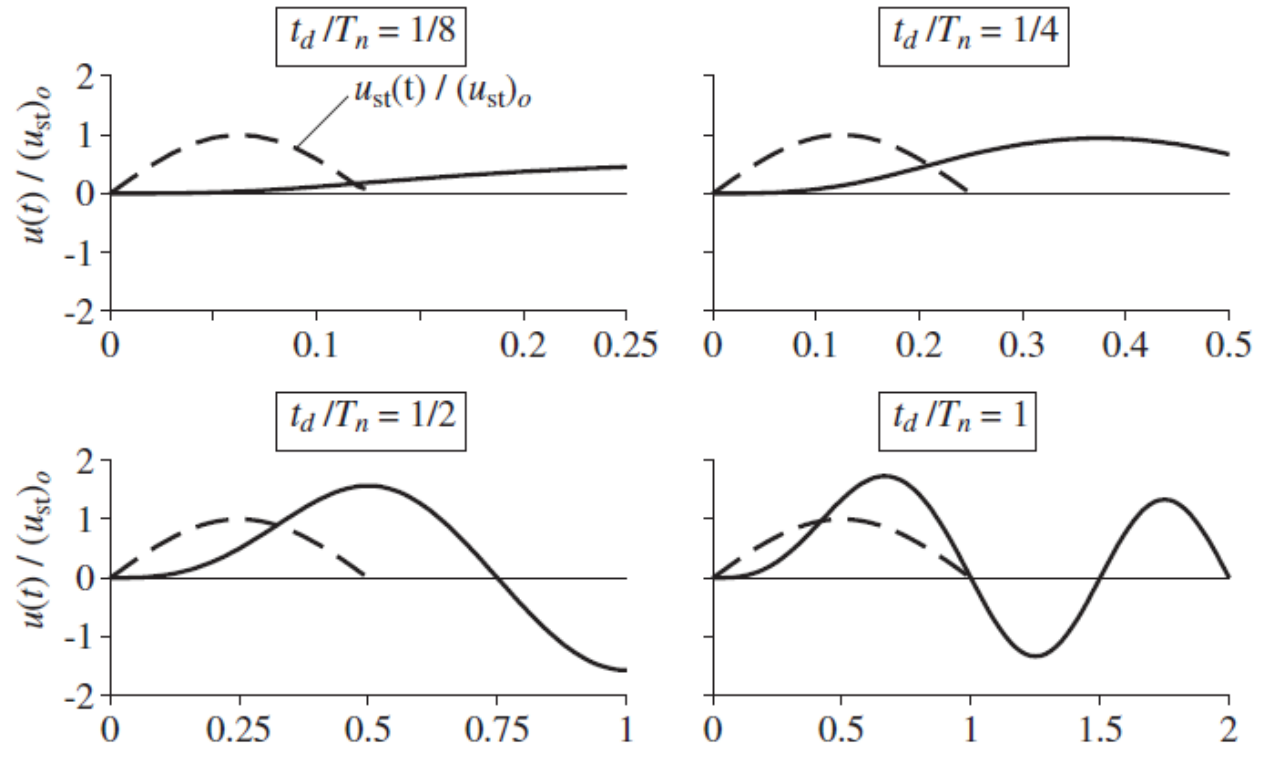 t_d /T_n = 1/8
t_d /T_n = 1/4
u_st(t) / (u_st)_o
u(t) / (u_st)_o
2
1
0
-1
-2
0 0.1 0.2 0.25
0 0.1 0.2 0.3 0.4 0.5
t_d /T_n = 1/2
t_d /T_n = 1
u(t) / (u_st)_o
2
1
0
-1
-2
0 0.25 0.5 0.75 1
0 0.5 1 1.5 2